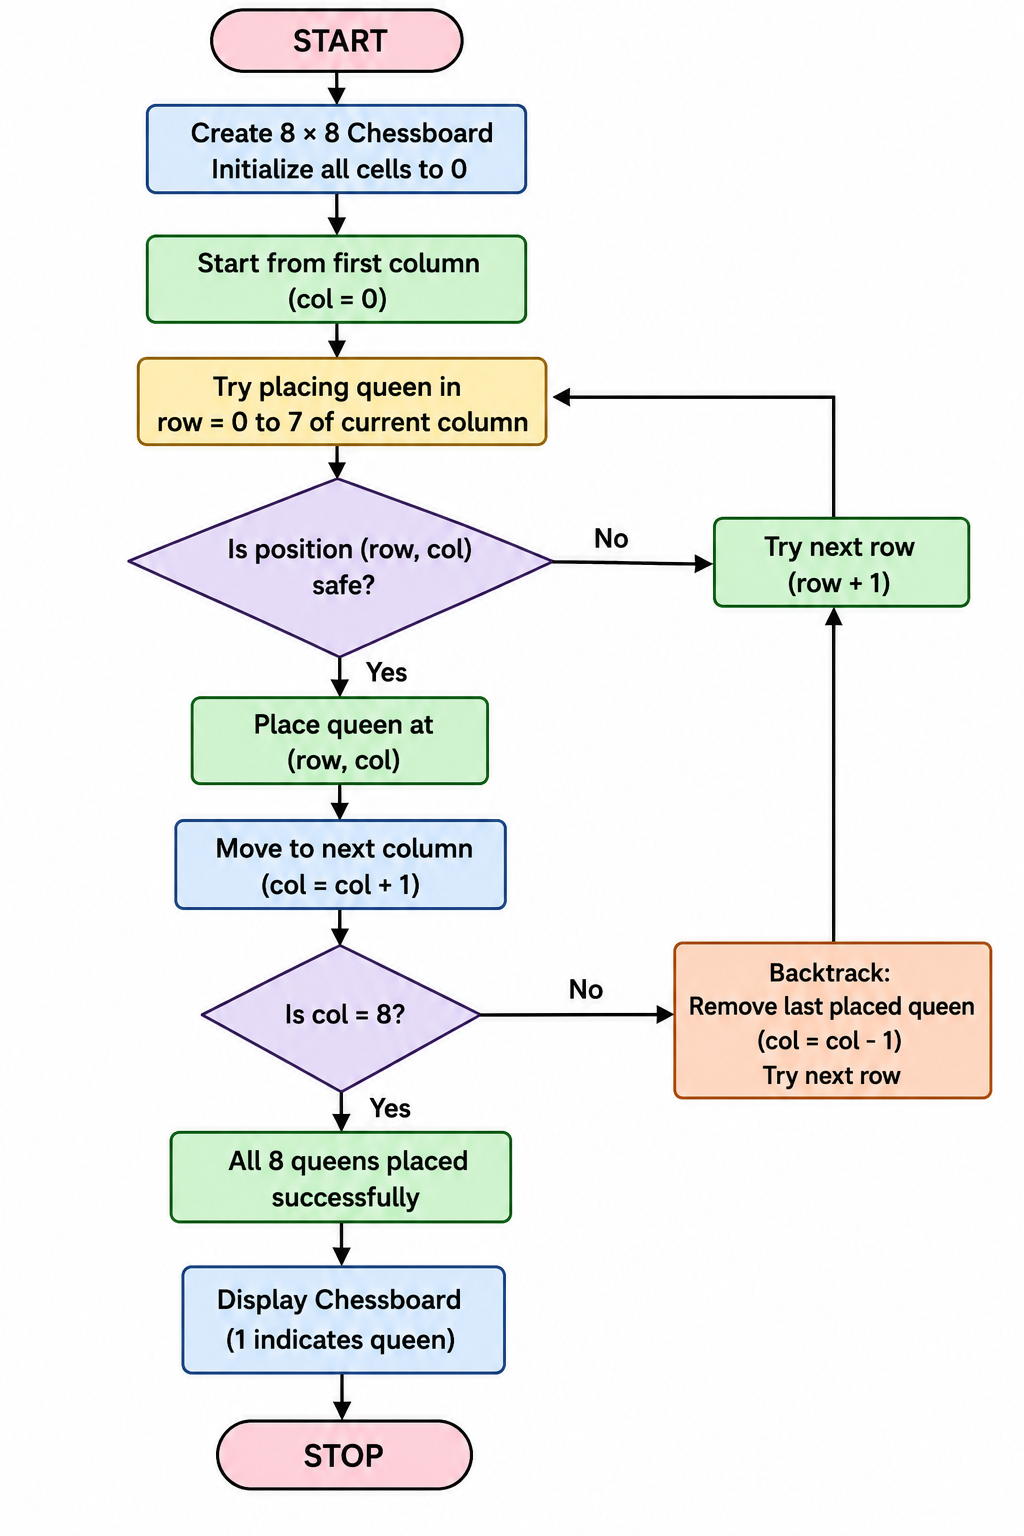 START
Create 8 × 8 Chessboard
Initialize all cells to 0
Start from first column
(col = 0)
Try placing queen in
row = 0 to 7 of current column
Is position (row, col)
safe?
No
Try next row
(row + 1)
Yes
Place queen at
(row, col)
Move to next column
(col = col + 1)
Is col = 8?
No
Backtrack:
Remove last placed queen
(col = col - 1)
Try next row
Yes
All 8 queens placed
successfully
Display Chessboard
(1 indicates queen)
STOP